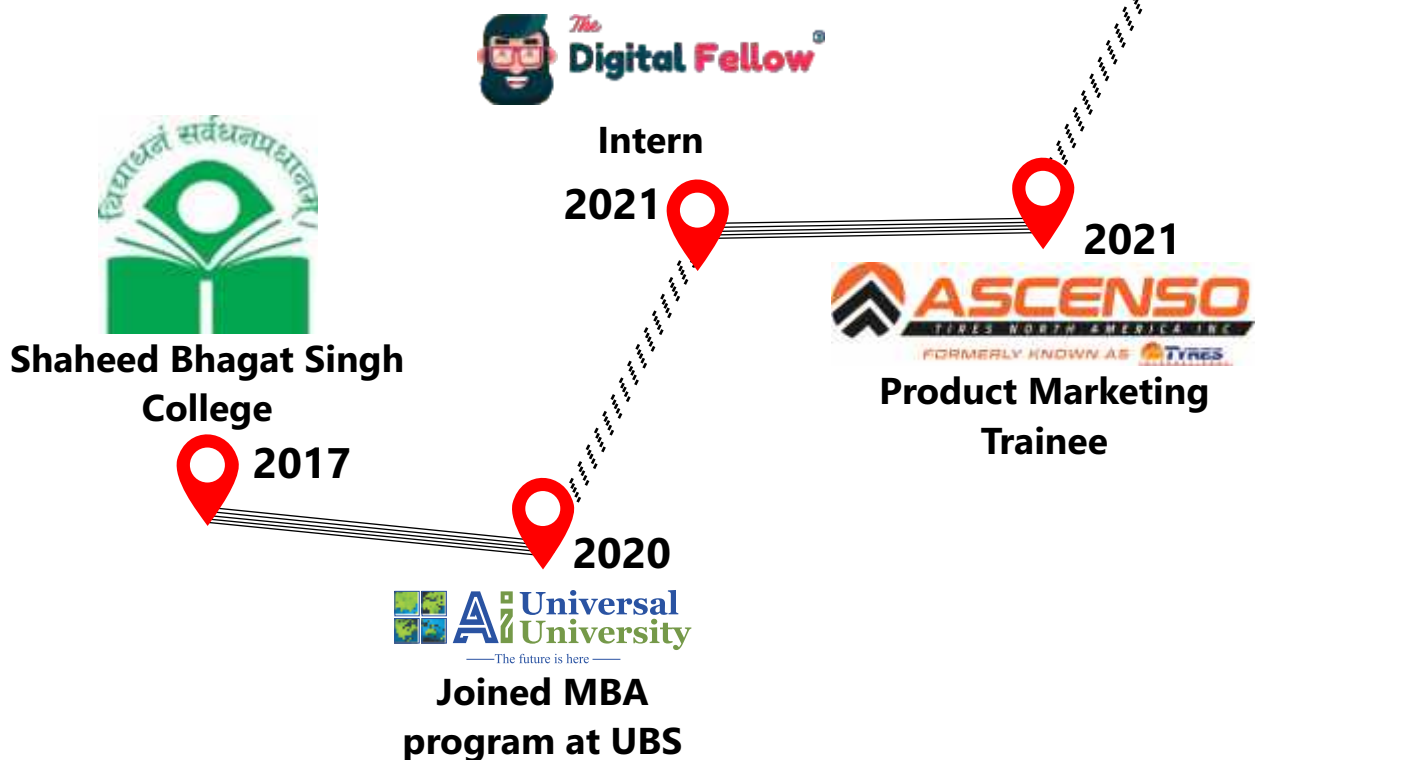 The
Digital Fellow®
Intern
2021
विद्याधनं सर्वधनप्रधानम्
Shaheed Bhagat Singh
College
2017
2021
ASCENSO
TIRES NORTH AMERICA INC
FORMERLY KNOWN AS TYRES
Product Marketing
Trainee
2020
Ai Universal
University
The future is here
Joined MBA
program at UBS